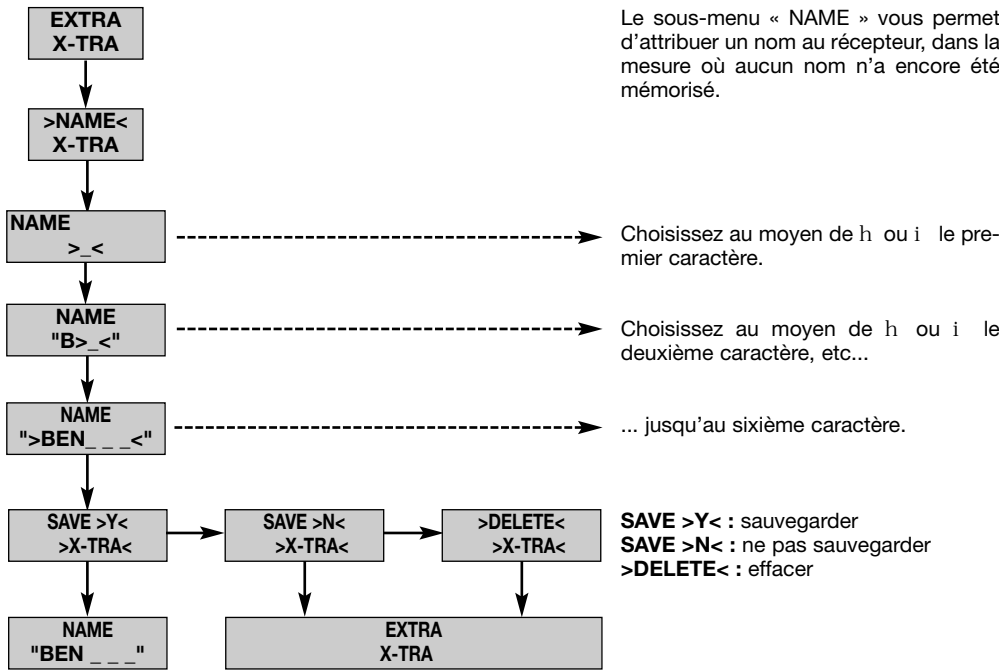 EXTRA
X-TRA
Le sous-menu « NAME » vous permet
d'attribuer un nom au récepteur, dans la
mesure où aucun nom n'a encore été
mémorisé.
>NAME<
X-TRA
NAME
>_<
Choisissez au moyen de h ou i le pre-
mier caractère.
NAME
"B>_<"
Choisissez au moyen de h ou i le
deuxième caractère, etc...
NAME
">BEN_ _ _<"
... jusqu'au sixième caractère.
SAVE >Y<
>X-TRA<
SAVE >N<
>X-TRA<
>DELETE<
>X-TRA<
SAVE >Y< : sauvegarder
SAVE >N< : ne pas sauvegarder
>DELETE< : effacer
NAME
"BEN _ _ _"
EXTRA
X-TRA